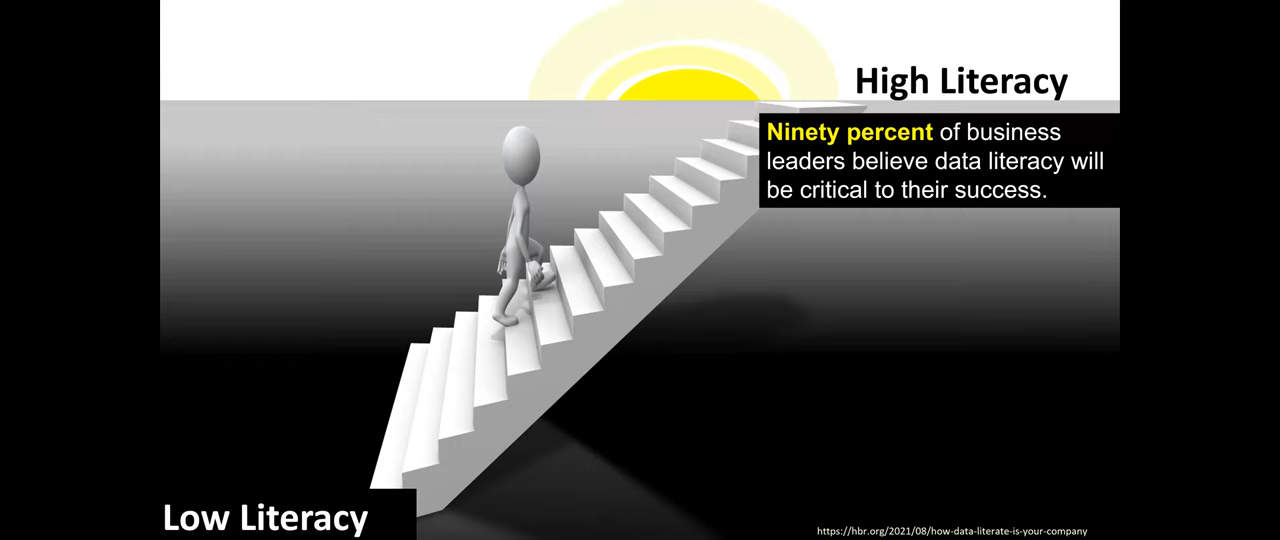 High Literacy
Ninety percent of business
leaders believe data literacy will
be critical to their success.
Low Literacy
https://hbr.org/2021/08/how-data-literate-is-your-company